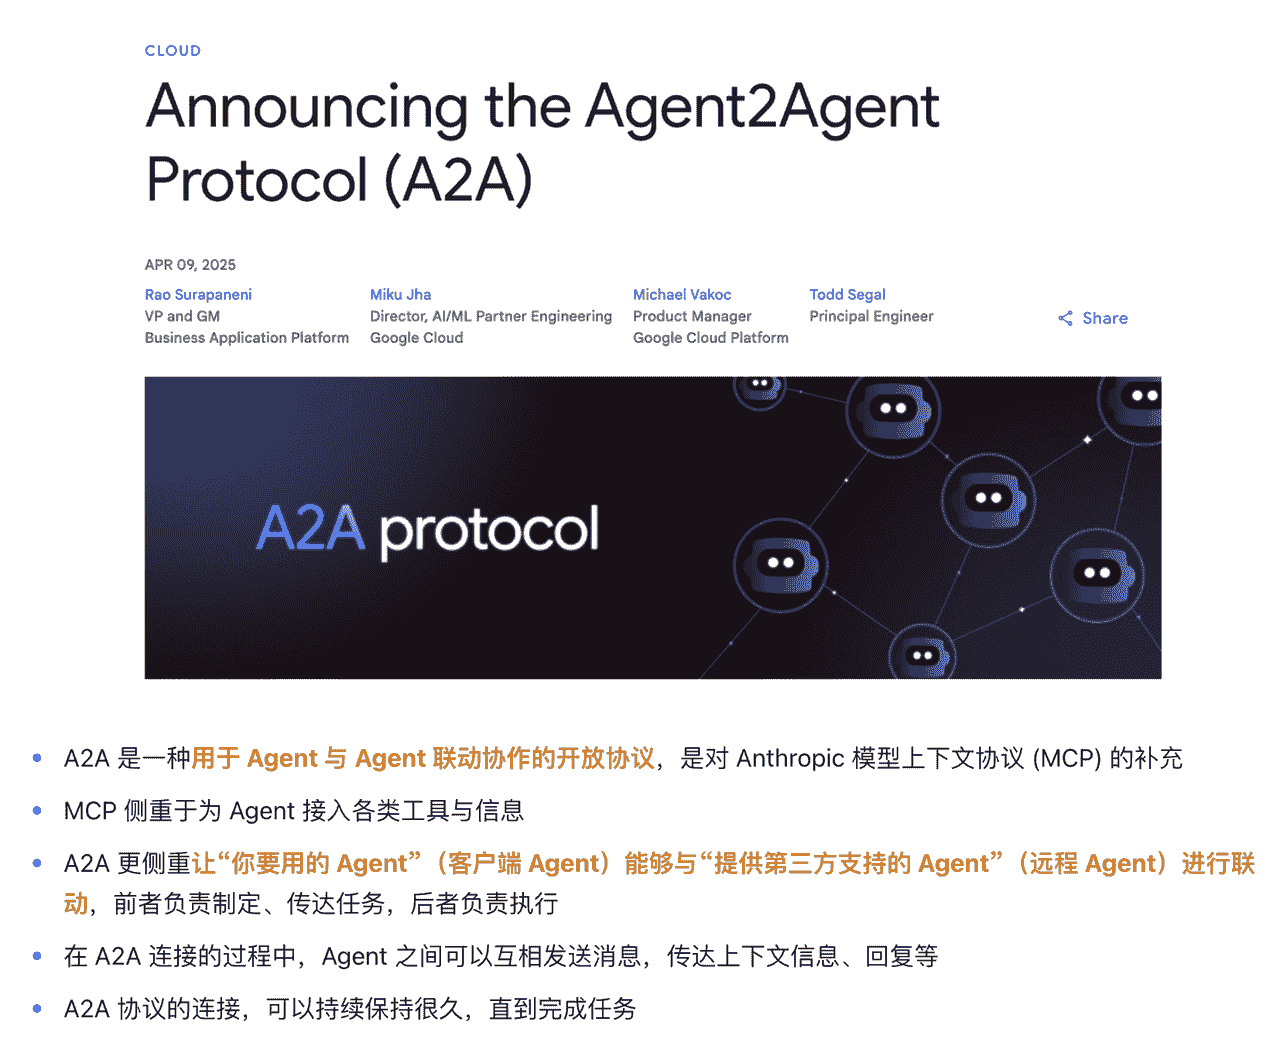 CLOUD
Announcing the Agent2Agent
Protocol (A2A)
APR 09, 2025
Rao Surapaneni
VP and GM
Business Application Platform
Miku Jha
Director, AI/ML Partner Engineering
Google Cloud
Michael Vakoc
Product Manager
Google Cloud Platform
Todd Segal
Principal Engineer
Share
A2A protocol
A2A 是一种用于 Agent 与 Agent 联动协作的开放协议，是对 Anthropic 模型上下文协议 (MCP) 的补充
MCP 侧重于为 Agent 接入各类工具与信息
A2A 更侧重让“你要用的 Agent”（客户端 Agent）能够与“提供第三方支持的 Agent”（远程 Agent）进行联
动，前者负责制定、传达任务，后者负责执行
在 A2A 连接的过程中，Agent 之间可以互相发送消息，传达上下文信息、回复等
A2A 协议的连接，可以持续保持很久，直到完成任务